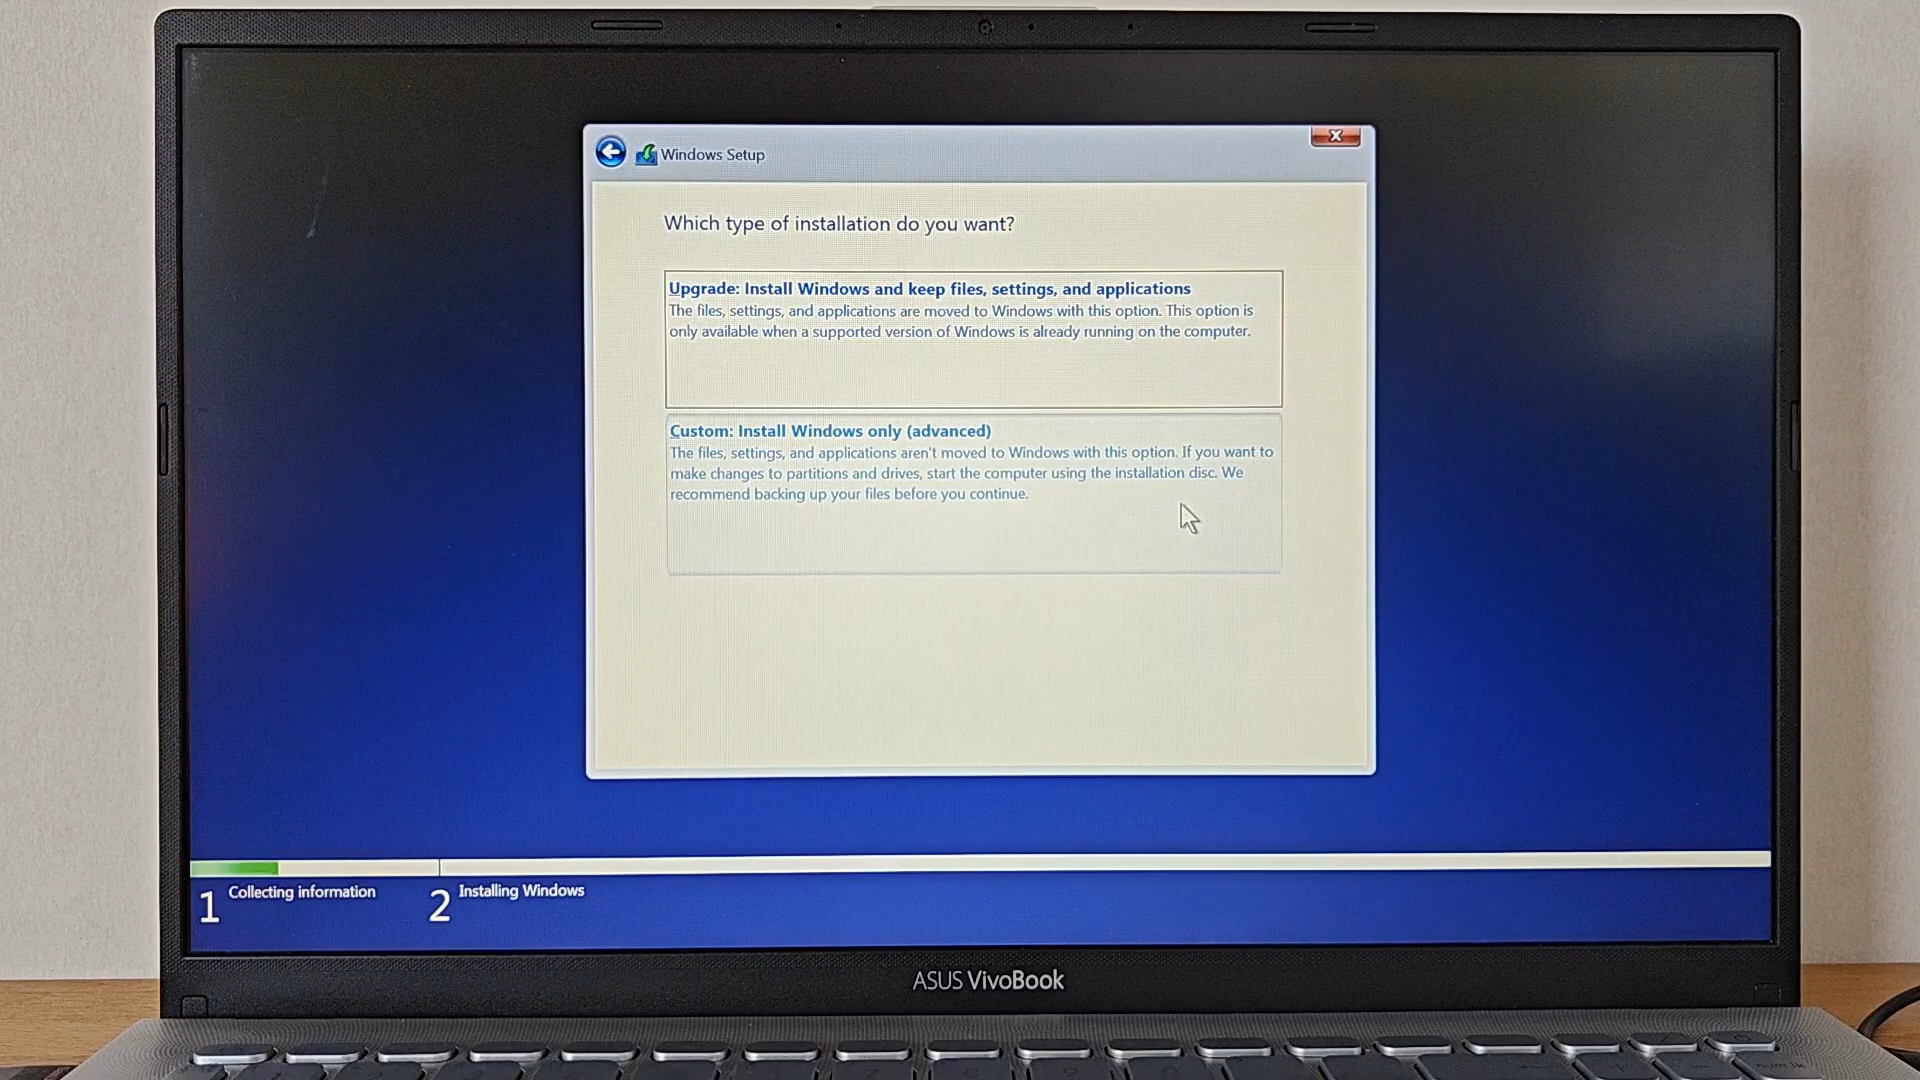 Windows Setup
x
Which type of installation do you want?
Upgrade: Install Windows and keep files, settings, and applications
The files, settings, and applications are moved to Windows with this option. This option is
only available when a supported version of Windows is already running on the computer.
Custom: Install Windows only (advanced)
The files, settings, and applications aren't moved to Windows with this option. If you want to
make changes to partitions and drives, start the computer using the installation disc. We
recommend backing up your files before you continue.
1 Collecting information
2 Installing Windows
ASUS VivoBook